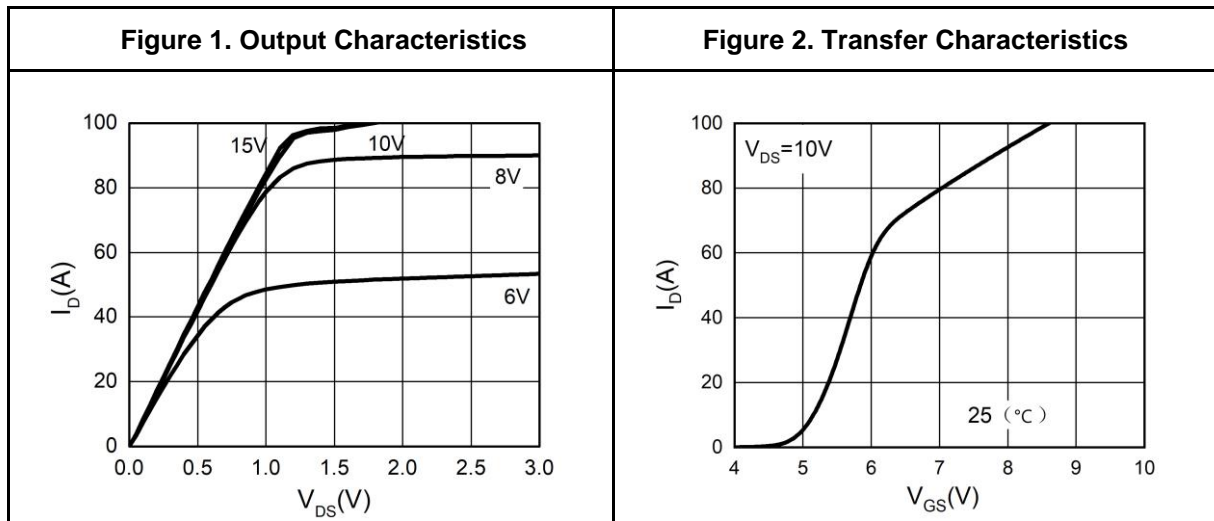 Figure 1. Output Characteristics
Figure 2. Transfer Characteristics
100
80
60
40
20
0
I_D(A)
15V
10V
8V
6V
0.0 0.5 1.0 1.5 2.0 2.5 3.0
V_DS(V)
100
80
60
40
20
0
I_D(A)
V_DS=10V
25 (℃)
4 5 6 7 8 9 10
V_GS(V)